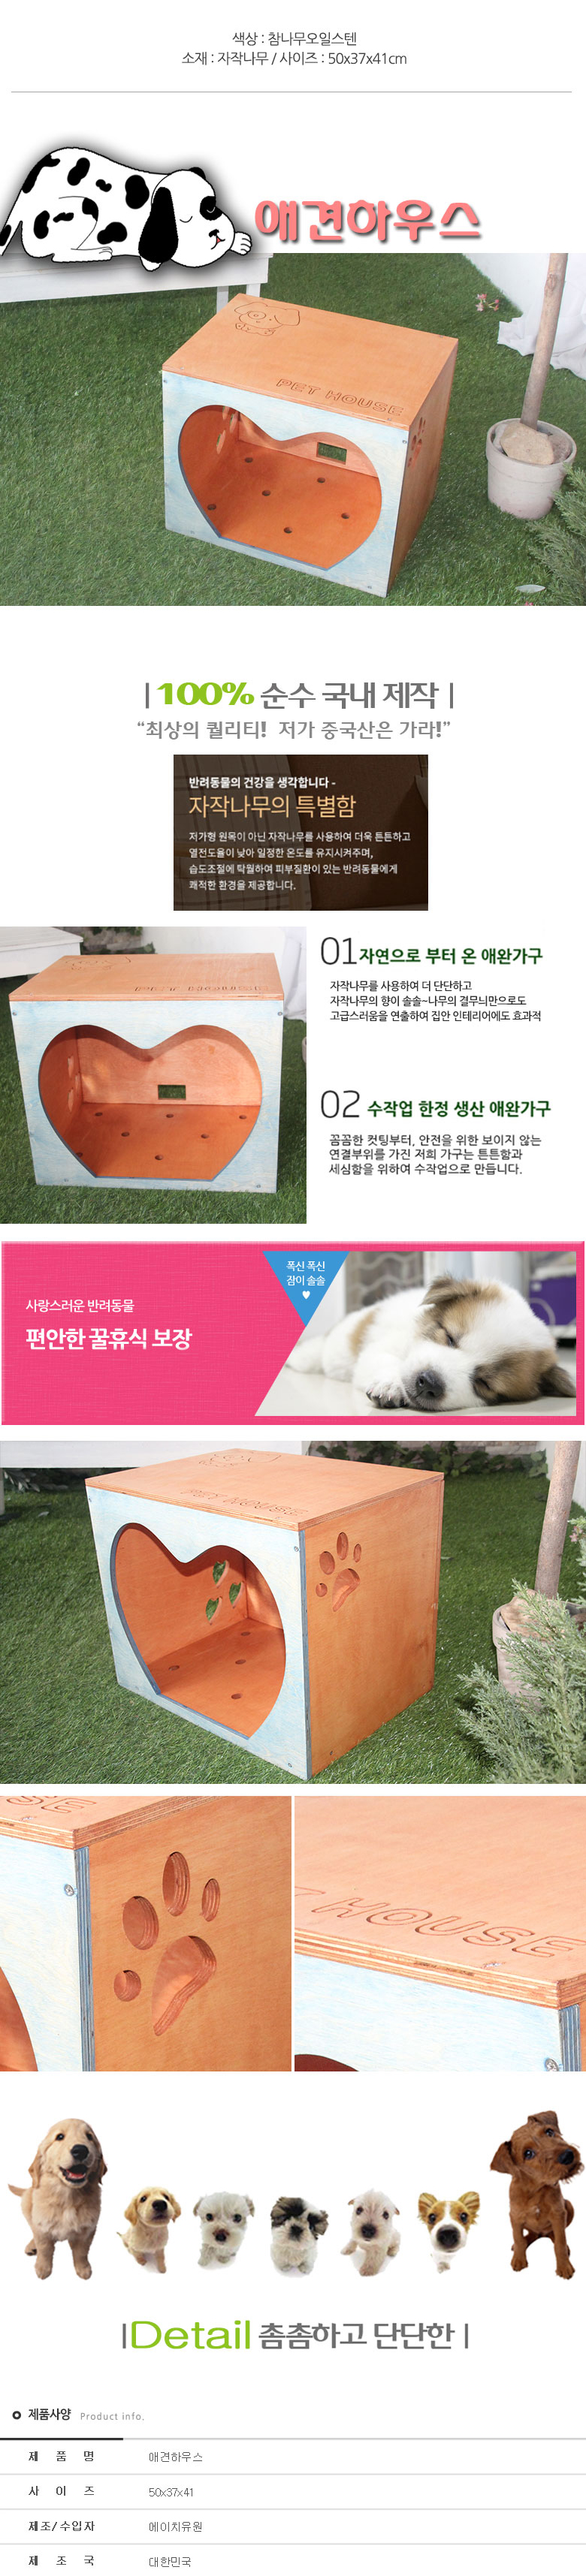 색상 : 참나무오일스텐
소재 : 자작나무 / 사이즈 : 50x37x41cm
애견하우스
PET HOUSE
| 100% 순수 국내 제작 |
“최상의 퀄리티! 저가 중국산은 가라!”
반려동물의 건강을 생각합니다 -
자작나무의 특별함
저가형 원목이 아닌 자작나무를 사용하여 더욱 튼튼하고
열전도율이 낮아 일정한 온도를 유지시켜주며,
습도조절에 탁월하여 피부질환이 있는 반려동물에게
쾌적한 환경을 제공합니다.
01 자연으로 부터 온 애완가구
자작나무를 사용하여 더 단단하고
자작나무의 향이 솔솔~나무의 결무늬만으로도
고급스러움을 연출하여 집안 인테리어에도 효과적
02 수작업 한정 생산 애완가구
꼼꼼한 컷팅부터, 안전을 위한 보이지 않는
연결부위를 가진 저희 가구는 튼튼함과
세심함을 위하여 수작업으로 만듭니다.
폭신 폭신
잠이 솔솔
♥
사랑스러운 반려동물
편안한 꿀휴식 보장
PET HOUSE
SE
T HOUSE
|Detail 촘촘하고 단단한 |
제품사양 Product info.
제 품 명 애견하우스
사 이 즈 50x37x41
제조/수입자 에이치유원
제 조 국 대한민국